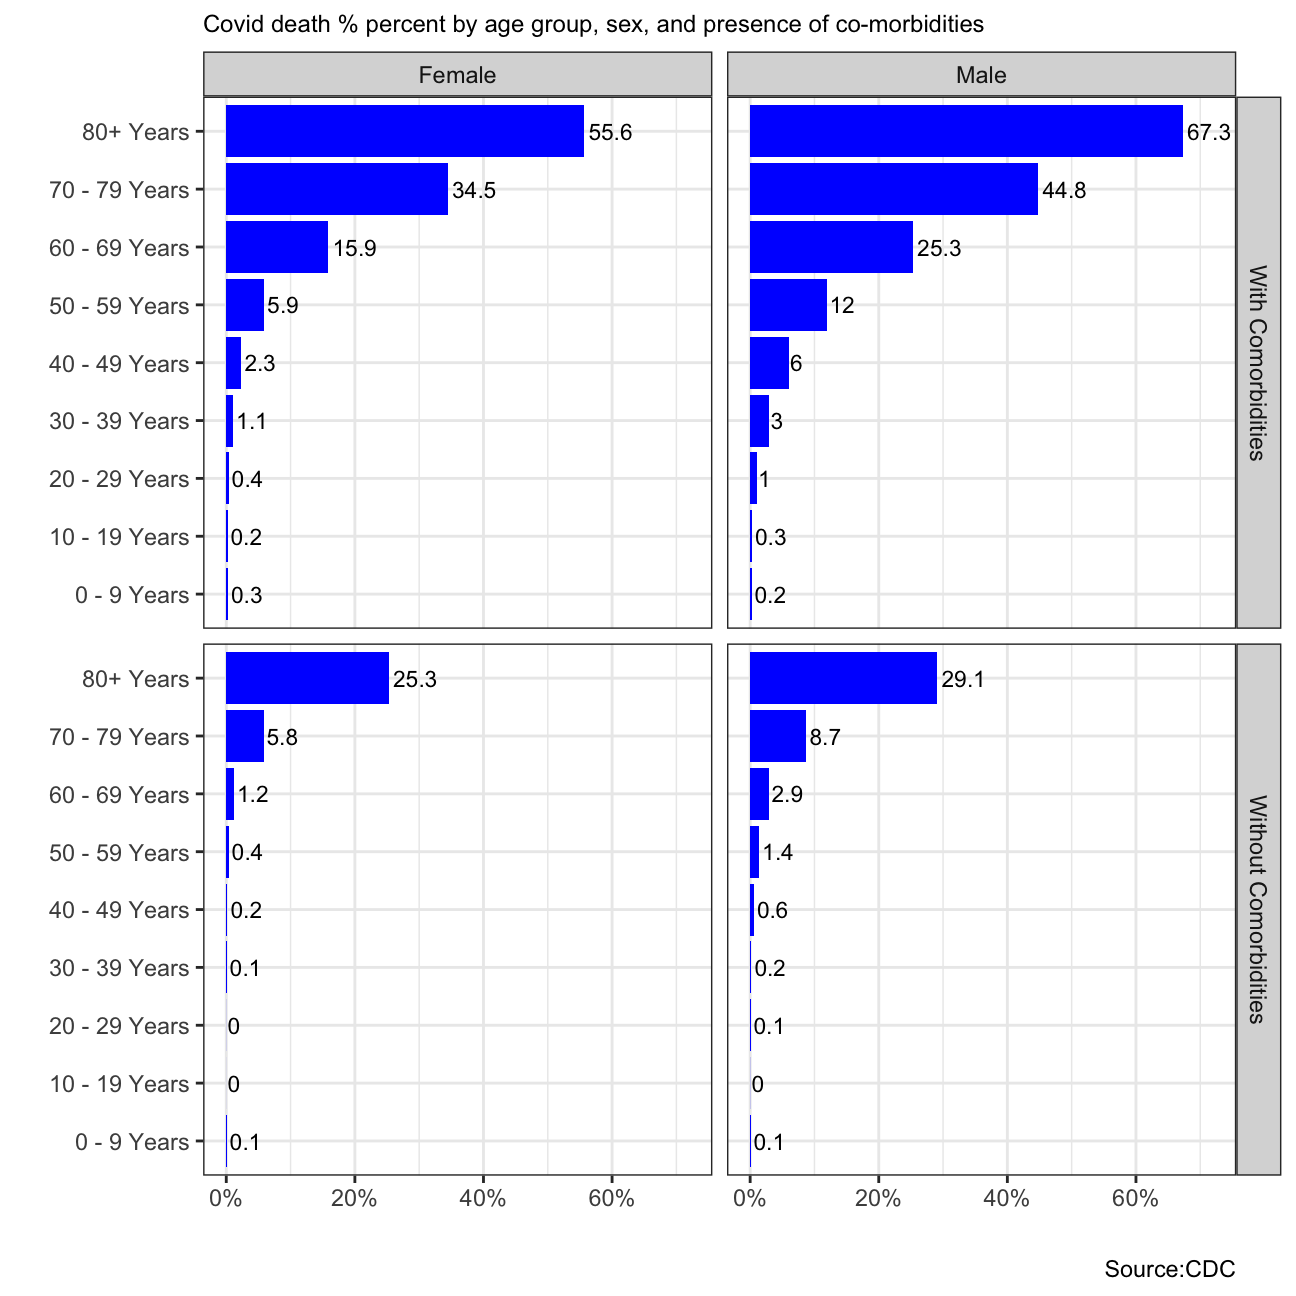 Covid death % percent by age group, sex, and presence of co-morbidities
Female
Male
With Comorbidities
80+ Years 55.6 67.3
70 - 79 Years 34.5 44.8
60 - 69 Years 15.9 25.3
50 - 59 Years 5.9 12
40 - 49 Years 2.3 6
30 - 39 Years 1.1 3
20 - 29 Years 0.4 1
10 - 19 Years 0.2 0.3
0 - 9 Years 0.3 0.2
Without Comorbidities
80+ Years 25.3 29.1
70 - 79 Years 5.8 8.7
60 - 69 Years 1.2 2.9
50 - 59 Years 0.4 1.4
40 - 49 Years 0.2 0.6
30 - 39 Years 0.1 0.2
20 - 29 Years 0 0.1
10 - 19 Years 0 0
0 - 9 Years 0.1 0.1
0% 20% 40% 60% 0% 20% 40% 60%
Source:CDC